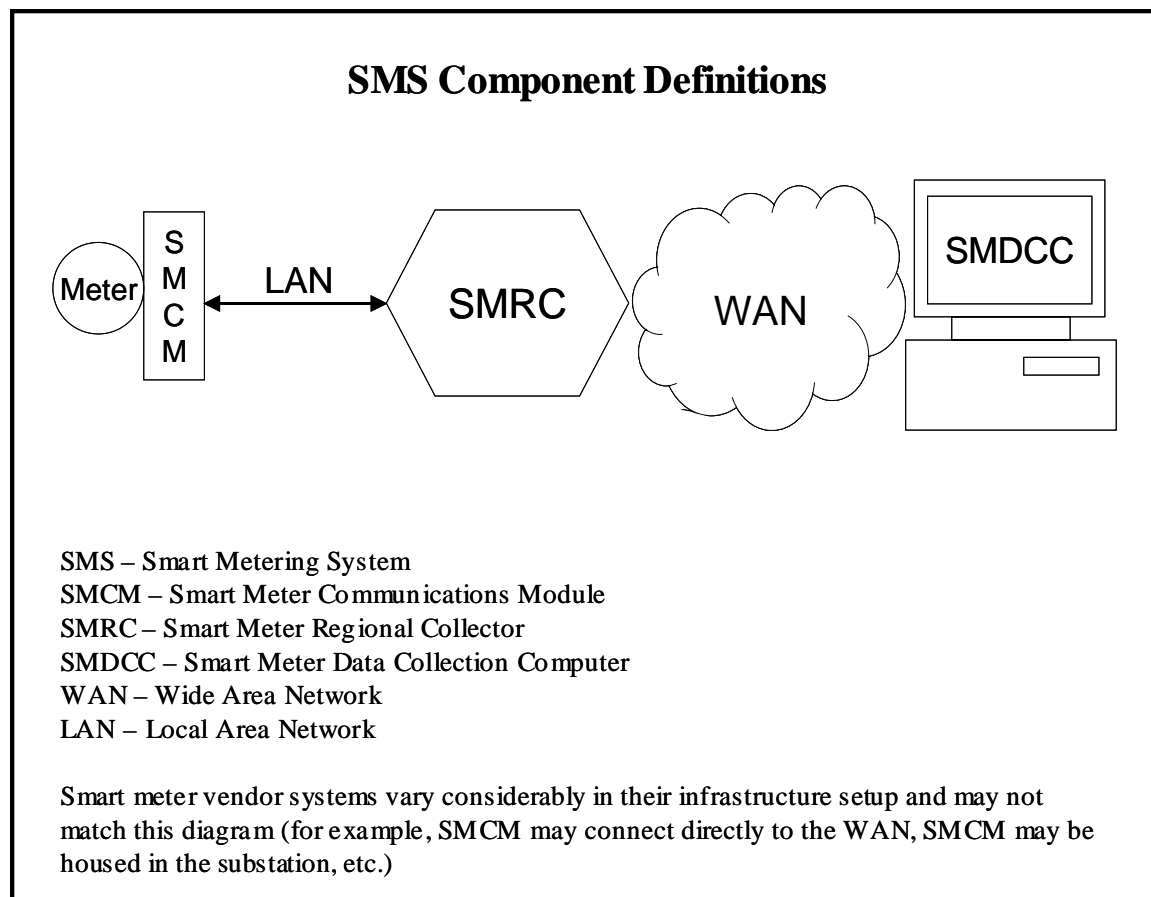 SMS Component Definitions
Meter
S
M
C
M
LAN
SMRC
WAN
SMDCC
SMS – Smart Metering System
SMCM – Smart Meter Communications Module
SMRC – Smart Meter Regional Collector
SMDCC – Smart Meter Data Collection Computer
WAN – Wide Area Network
LAN – Local Area Network
Smart meter vendor systems vary considerably in their infrastructure setup and may not
match this diagram (for example, SMCM may connect directly to the WAN, SMCM may be
housed in the substation, etc.)